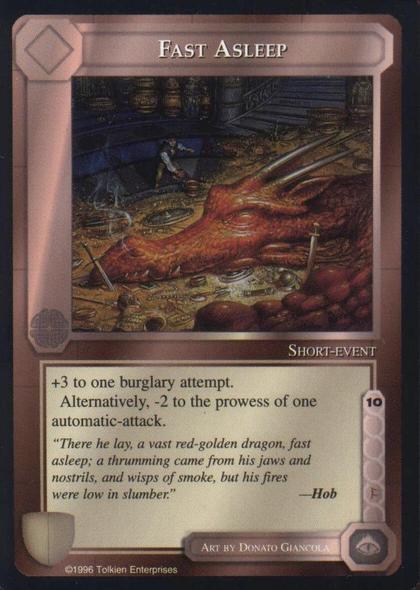 FAST ASLEEP
SHORT-EVENT
+3 to one burglary attempt.
Alternatively, -2 to the prowess of one
automatic-attack.
10
"There he lay, a vast red-golden dragon, fast
asleep; a thrumming came from his jaws and
nostrils, and wisps of smoke, but his fires
were low in slumber." —Hob
F
ART BY DONATO GIANCOLA
©1996 Tolkien Enterprises